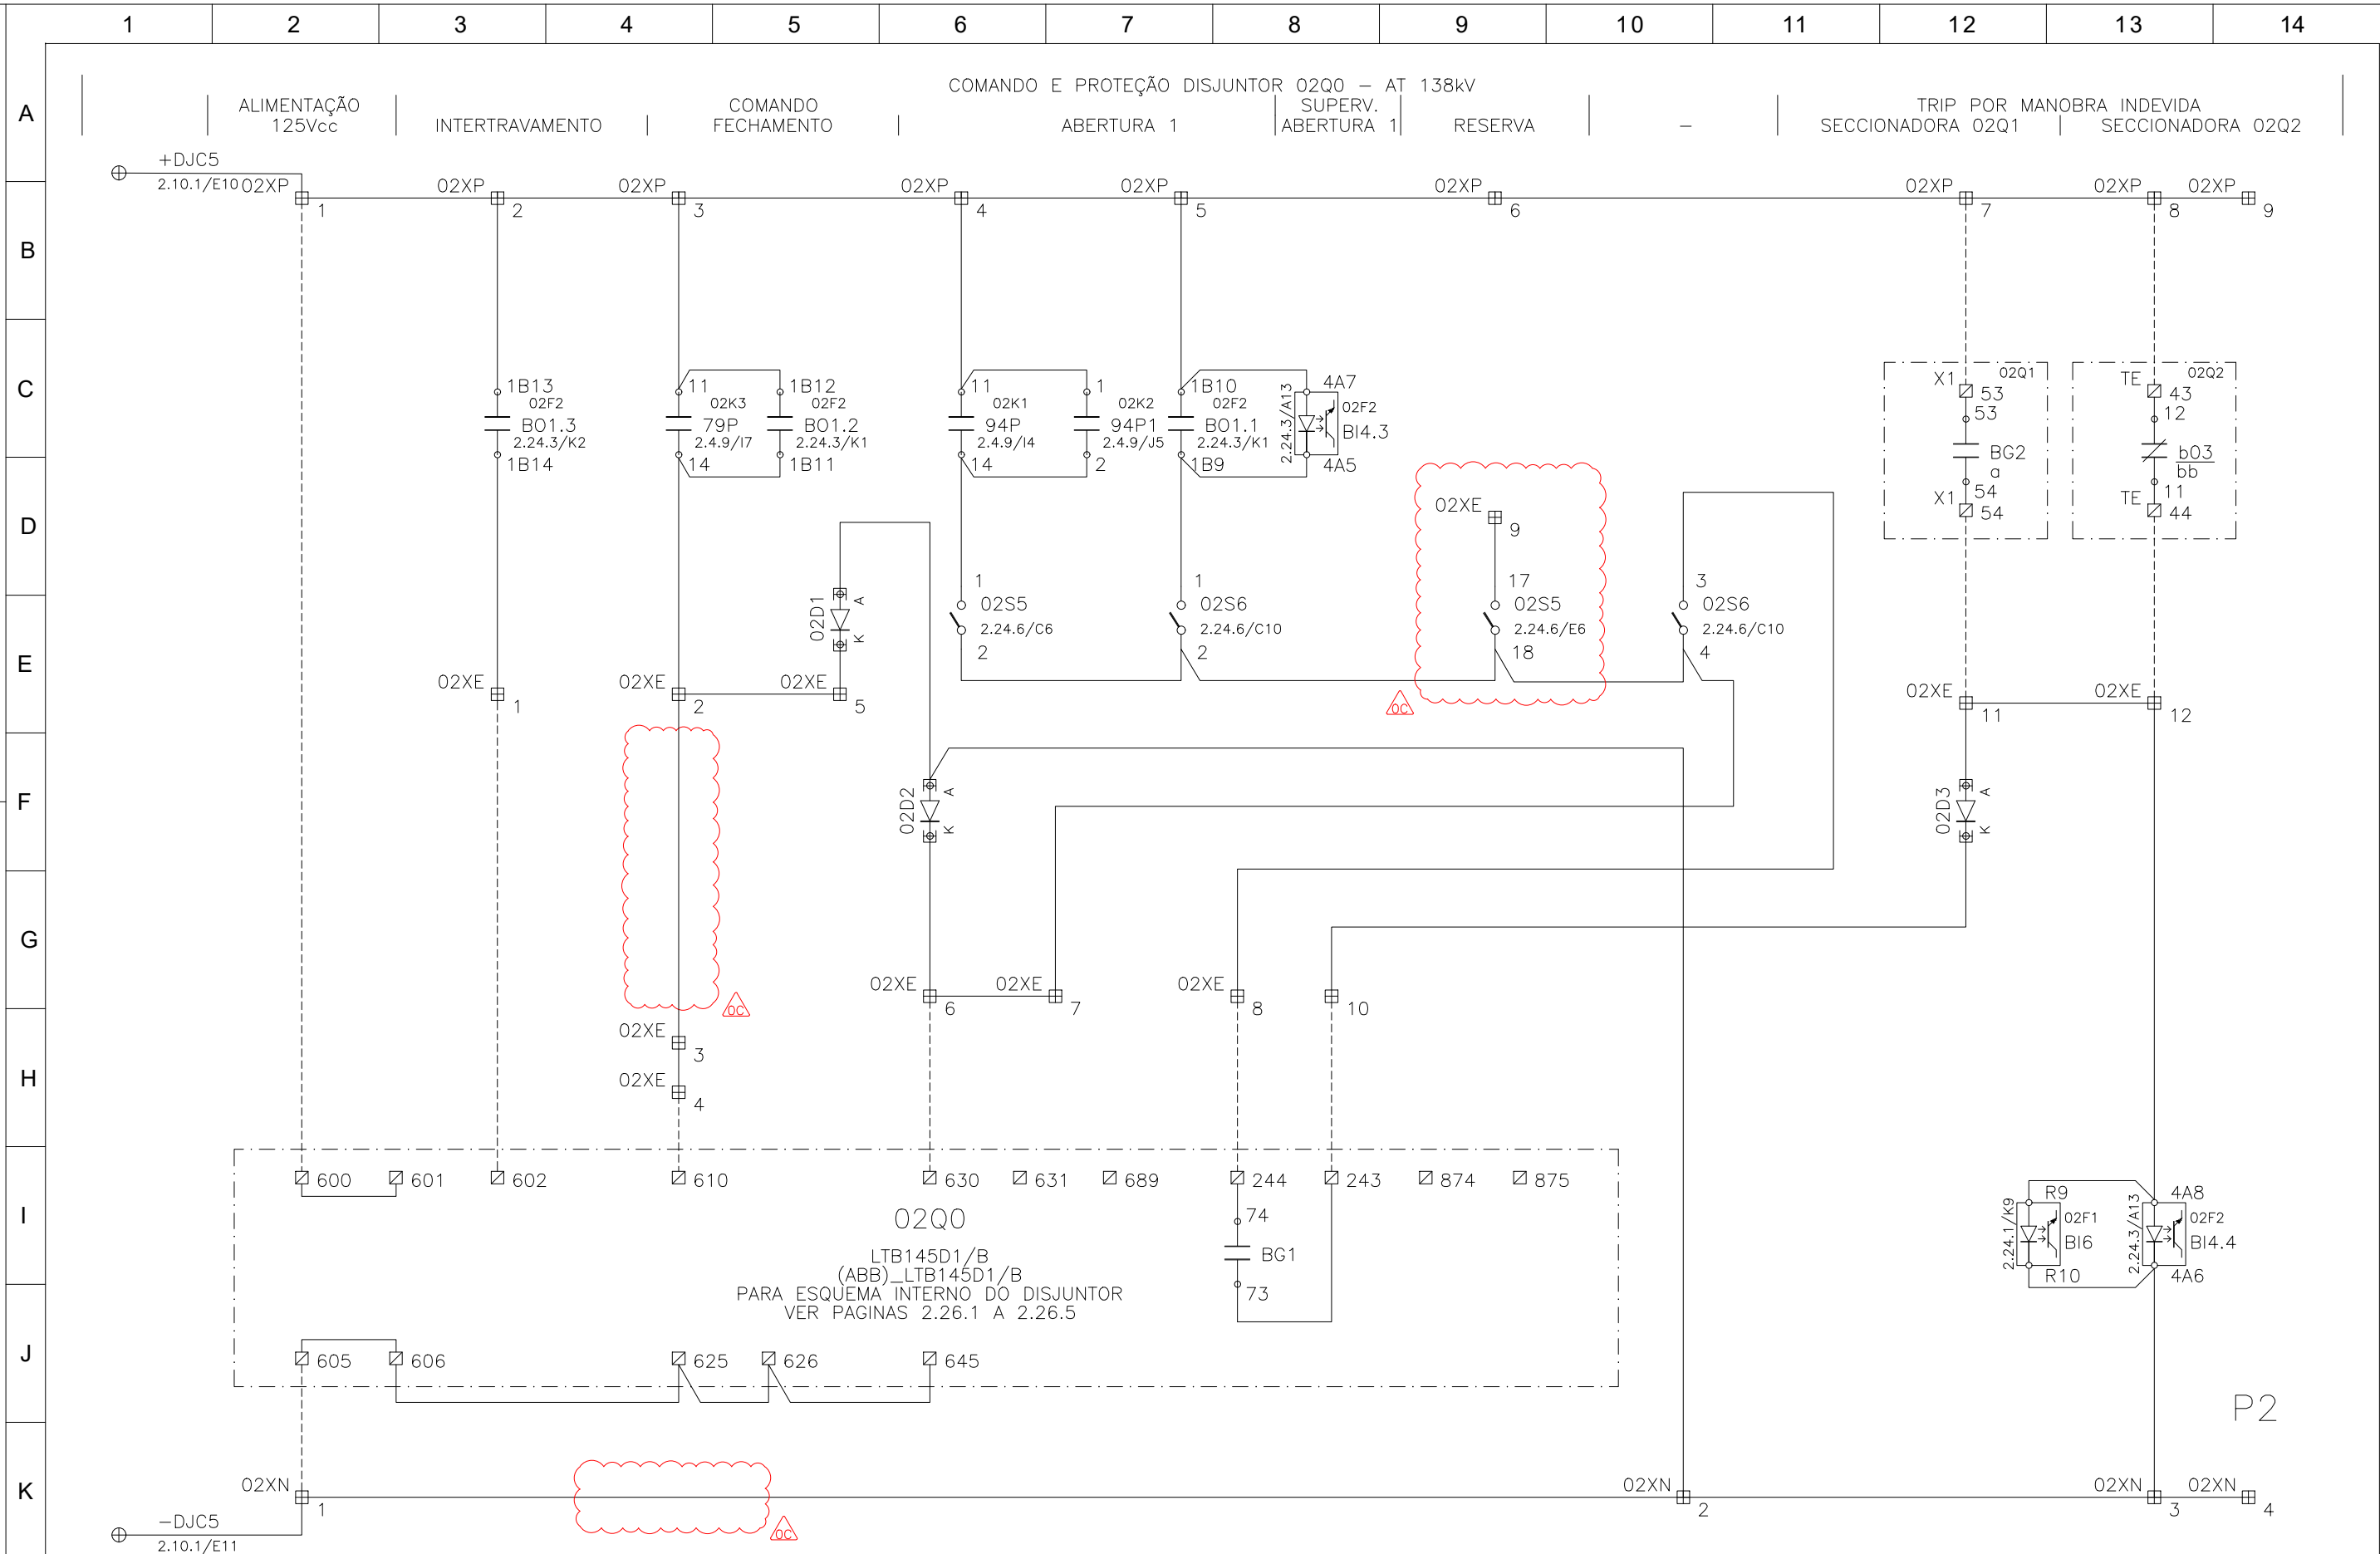 1 2 3 4 5 6 7 8 9 10 11 12 13 14
COMANDO E PROTEÇÃO DISJUNTOR 02Q0 – AT 138kV
A
ALIMENTAÇÃO COMANDO SUPERV. TRIP POR MANOBRA INDEVIDA
125Vcc INTERTRAVAMENTO FECHAMENTO ABERTURA 1 ABERTURA 1 RESERVA – SECCIONADORA 02Q1 SECCIONADORA 02Q2
+DJC5
2.10.1/E10 02XP 02XP 02XP 02XP 02XP 02XP 02XP 02XP 02XP
1 2 3 4 5 6 7 8 9
B
C
1B13 11 1B12 11 1 1B10 4A7 X1 53 02Q1 TE 43 02Q2
02F2 02K3 02F2 02K1 02K2 02F2 2.24.3/A13 02F2 53 12
BO1.3 79P BO1.2 94P 94P1 BO1.1 BI4.3
2.24.3/K2 2.4.9/I7 2.24.3/K1 2.4.9/I4 2.4.9/J5 2.24.3/K1
1B14 14 1B11 14 2 1B9 4A5 BG2 b03
a bb
54 11
X1 54 TE 44
D
02XE
9
1 1 17 3
02D1 A K 02S5 02S6 02S5 02S6
2.24.6/C6 2.24.6/C10 2.24.6/E6 2.24.6/C10
2 2 18 4
E
02XE 02XE 02XE 02XE 02XE
1 2 5 11 12
0C
F
02D2 A K 02D3 A K
G
02XE 02XE 02XE
6 7 8 10
0C
02XE
3
H
02XE
4
600 601 602 610 630 631 689 244 243 874 875
I
02Q0
74
BG1
73
LTB145D1/B
(ABB)_LTB145D1/B
PARA ESQUEMA INTERNO DO DISJUNTOR
VER PAGINAS 2.26.1 A 2.26.5
R9 4A8
2.24.1/K9 02F1 2.24.3/A13 02F2
BI6 BI4.4
R10 4A6
J
605 606 625 626 645
P2
K
02XN 02XN 02XN 02XN
1 2 3 4
0C
-DJC5
2.10.1/E11